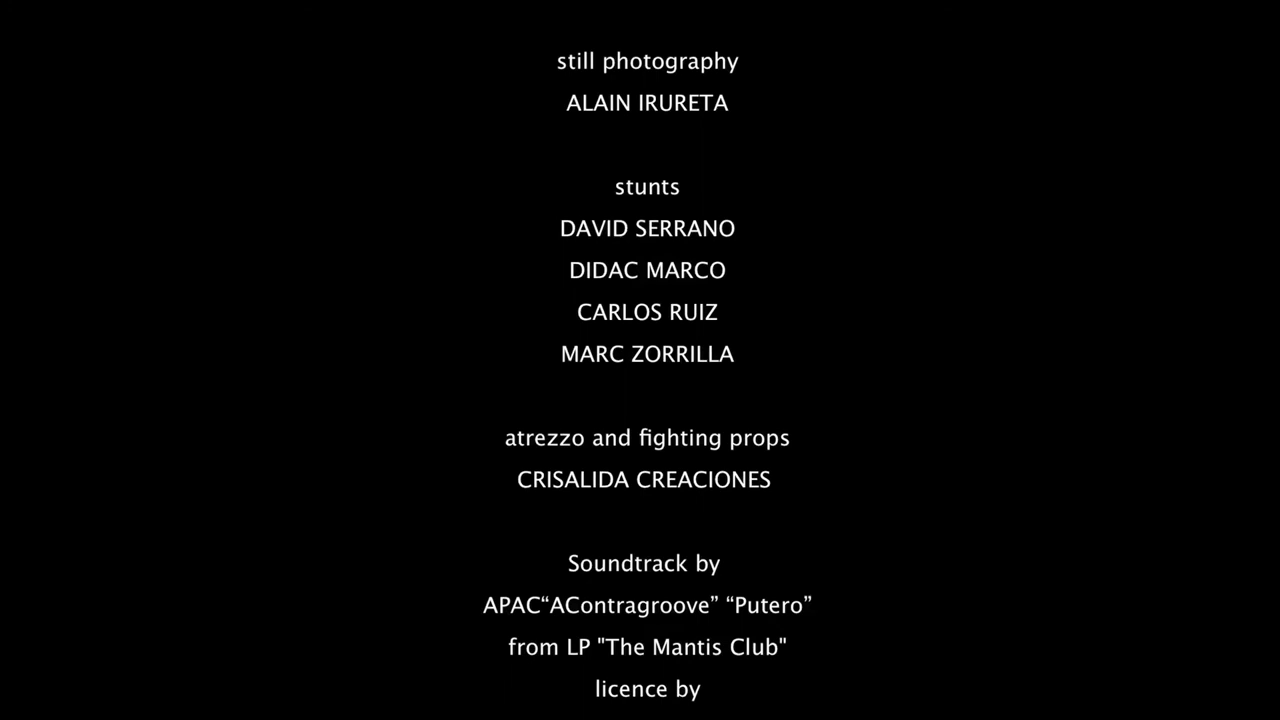 still photography
ALAIN IRURETA
stunts
DAVID SERRANO
DIDAC MARCO
CARLOS RUIZ
MARC ZORRILLA
atrezzo and fighting props
CRISALIDA CREACIONES
Soundtrack by
APAC“AContragroove” “Putero”
from LP "The Mantis Club"
licence by